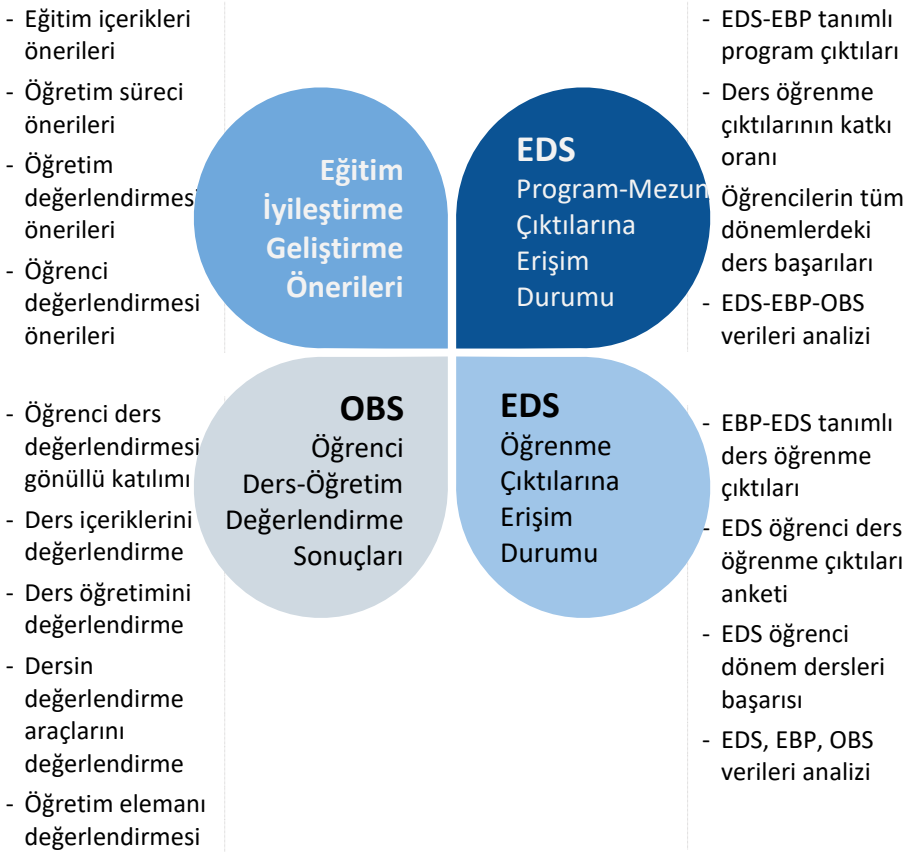 - Eğitim içerikleri
önerileri
- Öğretim süreci
önerileri
- Öğretim
değerlendirmesi
önerileri
- Öğrenci
değerlendirmesi
önerileri
Eğitim
İyileştirme
Geliştirme
Önerileri
EDS
Program-Mezun
Çıktılarına
Erişim
Durumu
- EDS-EBP tanımlı
program çıktıları
- Ders öğrenme
çıktılarının katkı
oranı
Öğrencilerin tüm
dönemlerdeki
ders başarıları
- EDS-EBP-OBS
verileri analizi
- Öğrenci ders
değerlendirmesi
gönüllü katılımı
- Ders içeriklerini
değerlendirme
- Ders öğretimini
değerlendirme
- Dersin
değerlendirme
araçlarını
değerlendirme
- Öğretim elemanı
değerlendirmesi
OBS
Öğrenci
Ders-Öğretim
Değerlendirme
Sonuçları
EDS
Öğrenme
Çıktılarına
Erişim
Durumu
- EBP-EDS tanımlı
ders öğrenme
çıktıları
- EDS öğrenci ders
öğrenme çıktıları
anketi
- EDS öğrenci
dönem dersleri
başarısı
- EDS, EBP, OBS
verileri analizi